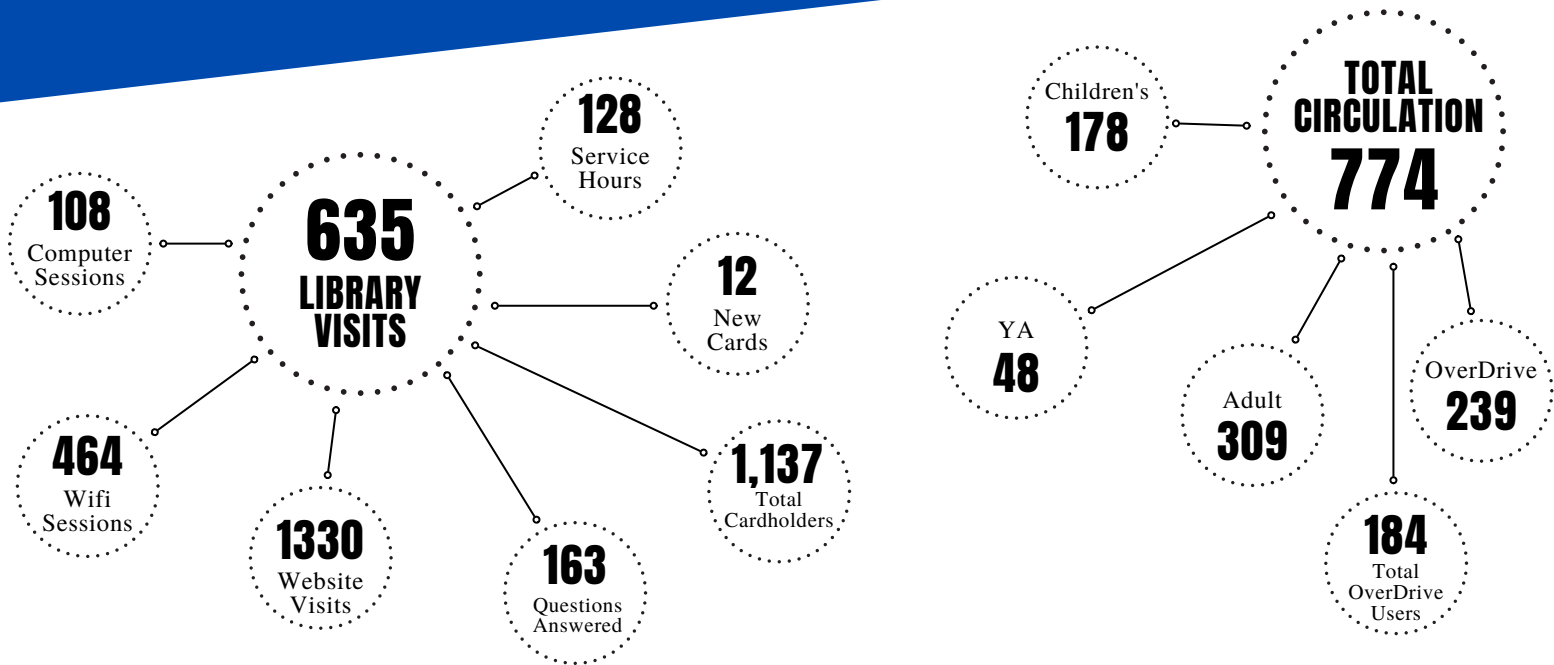 635
LIBRARY
VISITS
128
Service
Hours
12
New
Cards
1,137
Total
Cardholders
163
Questions
Answered
1330
Website
Visits
464
Wifi
Sessions
108
Computer
Sessions
TOTAL
CIRCULATION
774
Children's
178
YA
48
Adult
309
184
Total
OverDrive
Users
OverDrive
239